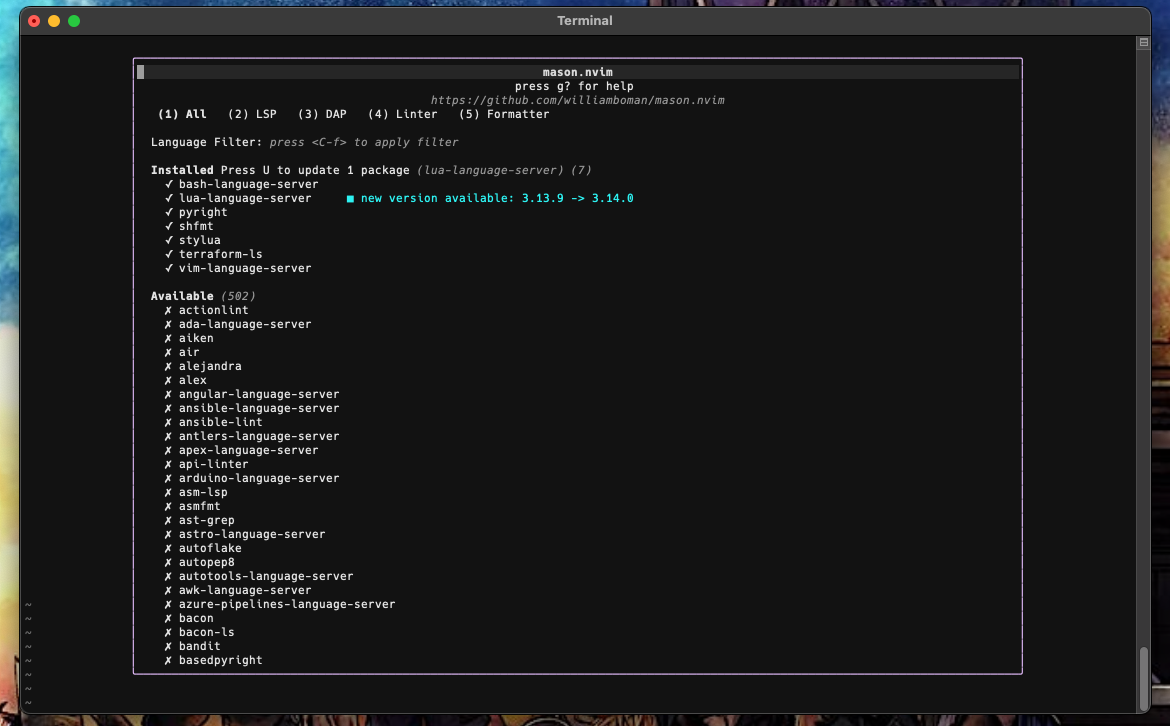 Terminal
mason.nvim
press g? for help
https://github.com/williamboman/mason.nvim
(1) All (2) LSP (3) DAP (4) Linter (5) Formatter
Language Filter: press <C-f> to apply filter
Installed Press U to update 1 package (lua-language-server) (7)
✓ bash-language-server
✓ lua-language-server ■ new version available: 3.13.9 -> 3.14.0
✓ pyright
✓ shfmt
✓ stylua
✓ terraform-ls
✓ vim-language-server
Available (502)
✗ actionlint
✗ ada-language-server
✗ aiken
✗ air
✗ alejandra
✗ alex
✗ angular-language-server
✗ ansible-language-server
✗ ansible-lint
✗ antlers-language-server
✗ apex-language-server
✗ api-linter
✗ arduino-language-server
✗ asm-lsp
✗ asmfmt
✗ ast-grep
✗ astro-language-server
✗ autoflake
✗ autopep8
✗ autotools-language-server
✗ awk-language-server
~ ✗ azure-pipelines-language-server
~ ✗ bacon
~ ✗ bacon-ls
~ ✗ bandit
~ ✗ basedpyright
~
~
~